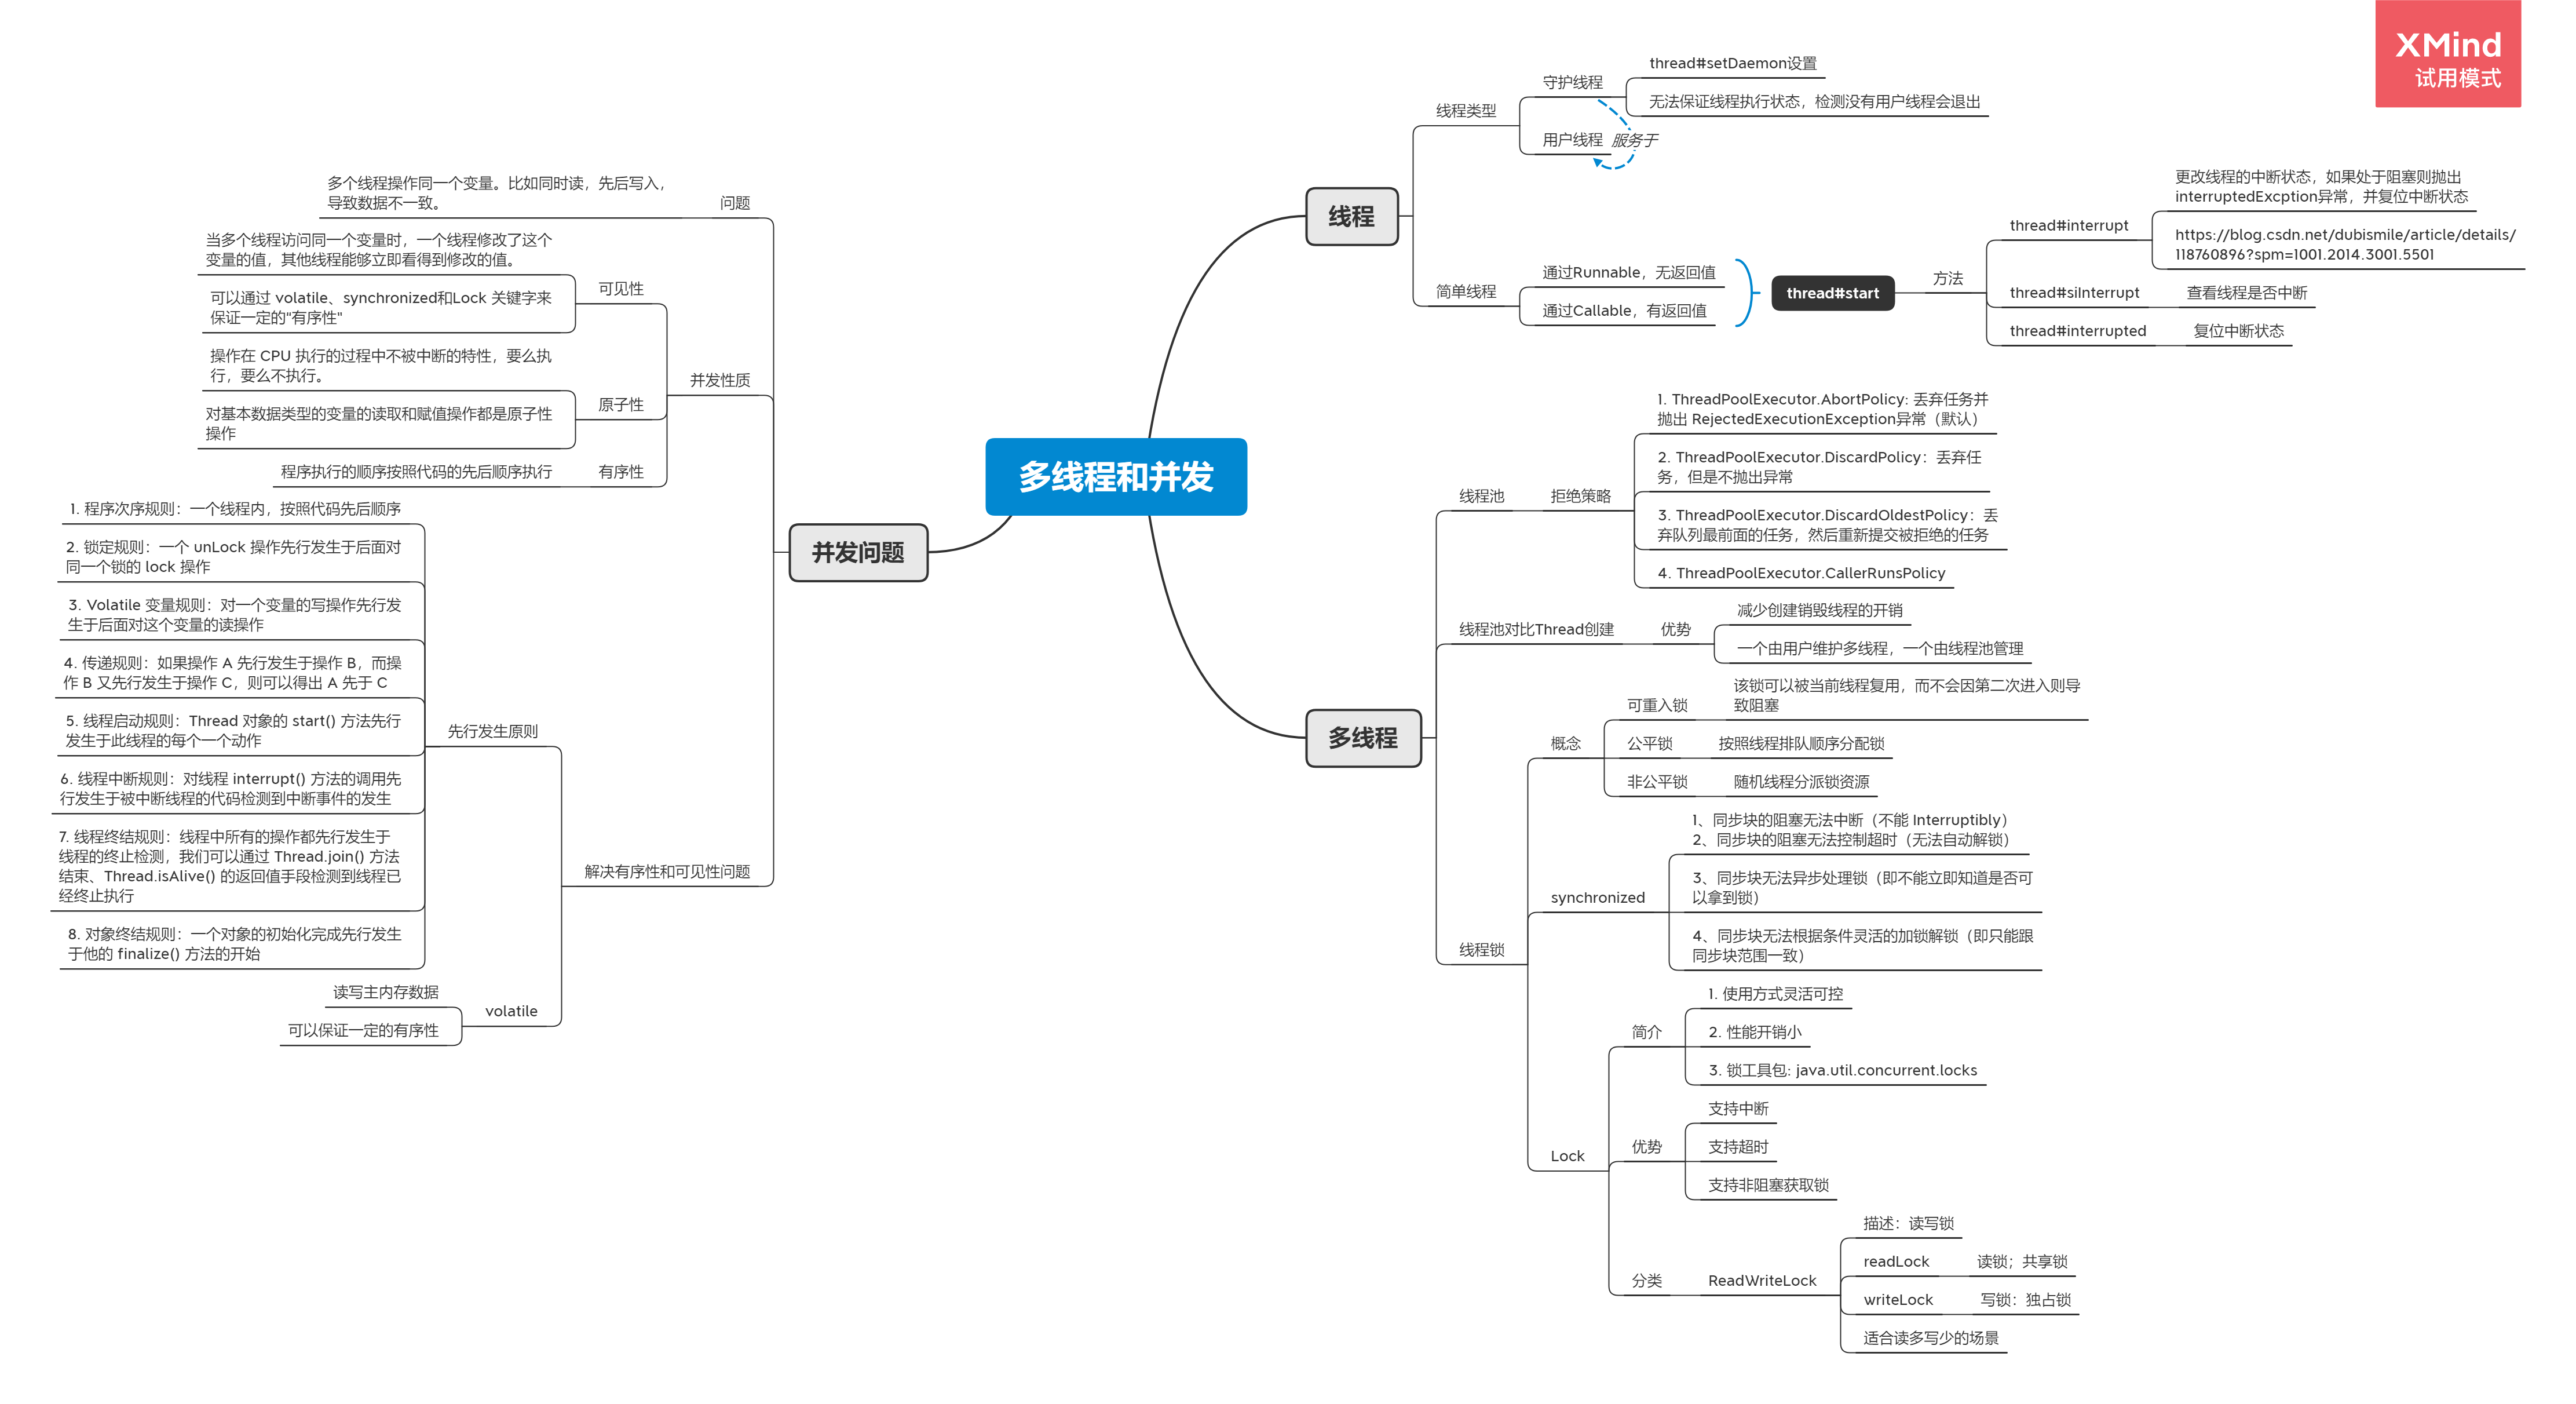 XMind
试用模式
多线程和并发
线程
线程类型
守护线程
thread#setDaemon设置
无法保证线程执行状态，检测没有用户线程会退出
用户线程
服务于
简单线程
通过Runnable，无返回值
通过Callable，有返回值
thread#start
方法
thread#interrupt
更改线程的中断状态，如果处于阻塞则抛出
interruptedExcption异常，并复位中断状态
https://blog.csdn.net/dubismile/article/details/
118760896?spm=1001.2014.3001.5501
thread#siInterrupt
查看线程是否中断
thread#interrupted
复位中断状态
多线程
线程池
拒绝策略
1. ThreadPoolExecutor.AbortPolicy: 丢弃任务并
抛出 RejectedExecutionException异常（默认）
2. ThreadPoolExecutor.DiscardPolicy：丢弃任
务，但是不抛出异常
3. ThreadPoolExecutor.DiscardOldestPolicy：丢
弃队列最前面的任务，然后重新提交被拒绝的任务
4. ThreadPoolExecutor.CallerRunsPolicy
线程池对比Thread创建
优势
减少创建销毁线程的开销
一个由用户维护多线程，一个由线程池管理
线程锁
概念
可重入锁
该锁可以被当前线程复用，而不会因第二次进入则导
致阻塞
公平锁
按照线程排队顺序分配锁
非公平锁
随机线程分派锁资源
synchronized
1、同步块的阻塞无法中断（不能 Interruptibly）
2、同步块的阻塞无法控制超时（无法自动解锁）
3、同步块无法异步处理锁（即不能立即知道是否可
以拿到锁）
4、同步块无法根据条件灵活的加锁解锁（即只能跟
同步块范围一致）
Lock
简介
1. 使用方式灵活可控
2. 性能开销小
3. 锁工具包: java.util.concurrent.locks
优势
支持中断
支持超时
支持非阻塞获取锁
分类
ReadWriteLock
描述：读写锁
readLock
读锁；共享锁
writeLock
写锁：独占锁
适合读多写少的场景
并发问题
问题
多个线程操作同一个变量。比如同时读，先后写入，
导致数据不一致。
并发性质
可见性
当多个线程访问同一个变量时，一个线程修改了这个
变量的值，其他线程能够立即看得到修改的值。
可以通过 volatile、synchronized和Lock 关键字来
保证一定的"有序性"
原子性
操作在 CPU 执行的过程中不被中断的特性，要么执
行，要么不执行。
对基本数据类型的变量的读取和赋值操作都是原子性
操作
有序性
程序执行的顺序按照代码的先后顺序执行
解决有序性和可见性问题
先行发生原则
1. 程序次序规则：一个线程内，按照代码先后顺序
2. 锁定规则：一个 unLock 操作先行发生于后面对
同一个锁的 lock 操作
3. Volatile 变量规则：对一个变量的写操作先行发
生于后面对这个变量的读操作
4. 传递规则：如果操作 A 先行发生于操作 B，而操
作 B 又先行发生于操作 C，则可以得出 A 先于 C
5. 线程启动规则：Thread 对象的 start() 方法先行
发生于此线程的每个一个动作
6. 线程中断规则：对线程 interrupt() 方法的调用先
行发生于被中断线程的代码检测到中断事件的发生
7. 线程终结规则：线程中所有的操作都先行发生于
线程的终止检测，我们可以通过 Thread.join() 方法
结束、Thread.isAlive() 的返回值手段检测到线程已
经终止执行
8. 对象终结规则：一个对象的初始化完成先行发生
于他的 finalize() 方法的开始
volatile
读写主内存数据
可以保证一定的有序性